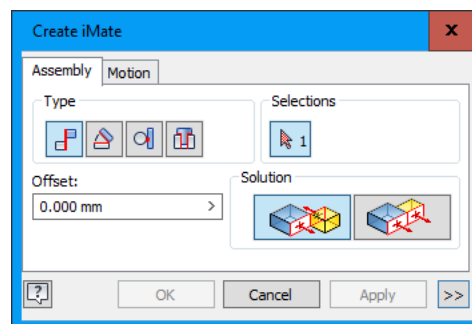 Create iMate
x
Assembly Motion
Type Selections
1
Offset: Solution
0.000 mm >
? OK Cancel Apply >>